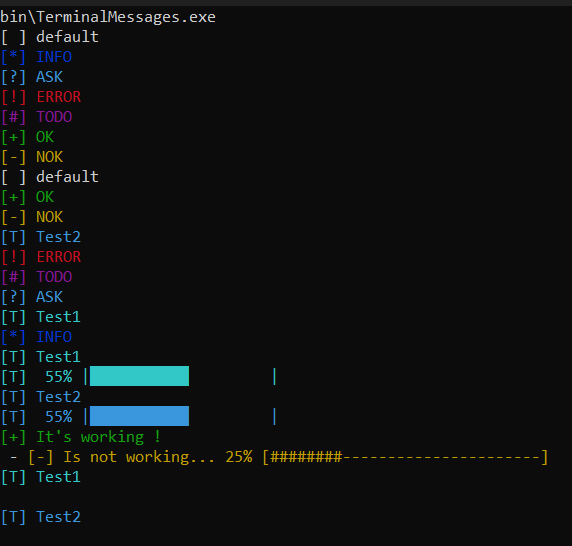 bin\TerminalMessages.exe
[ ] default
[*] INFO
[?] ASK
[!] ERROR
[#] TODO
[+] OK
[-] NOK
[ ] default
[+] OK
[-] NOK
[T] Test2
[!] ERROR
[#] TODO
[?] ASK
[T] Test1
[*] INFO
[T] Test1
[T]  55% |███████████         |
[T] Test2
[T]  55% |███████████         |
[+] It's working !
 - [-] Is not working... 25% [########----------------------]
[T] Test1
[T] Test2